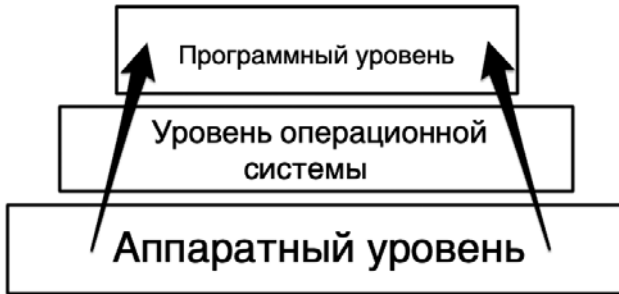 Программный уровень
Уровень операционной
системы
Аппаратный уровень